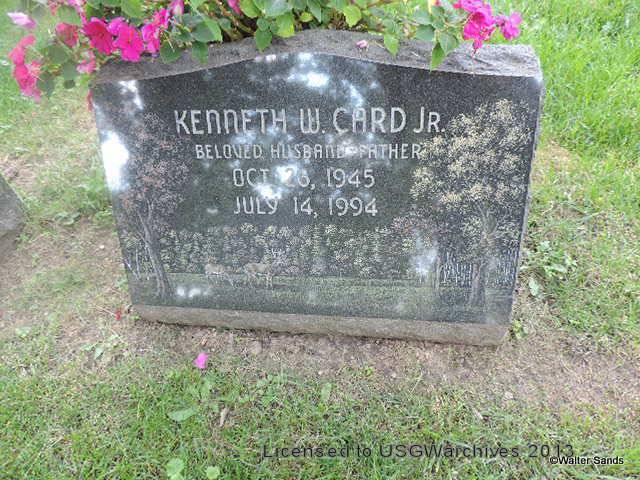 KENNETH W. CARD JR.
BELOVED HUSBAND FATHER
OCT 26, 1945
JULY 14, 1994
Licensed to USGWarchives 2013
©Walter Sands